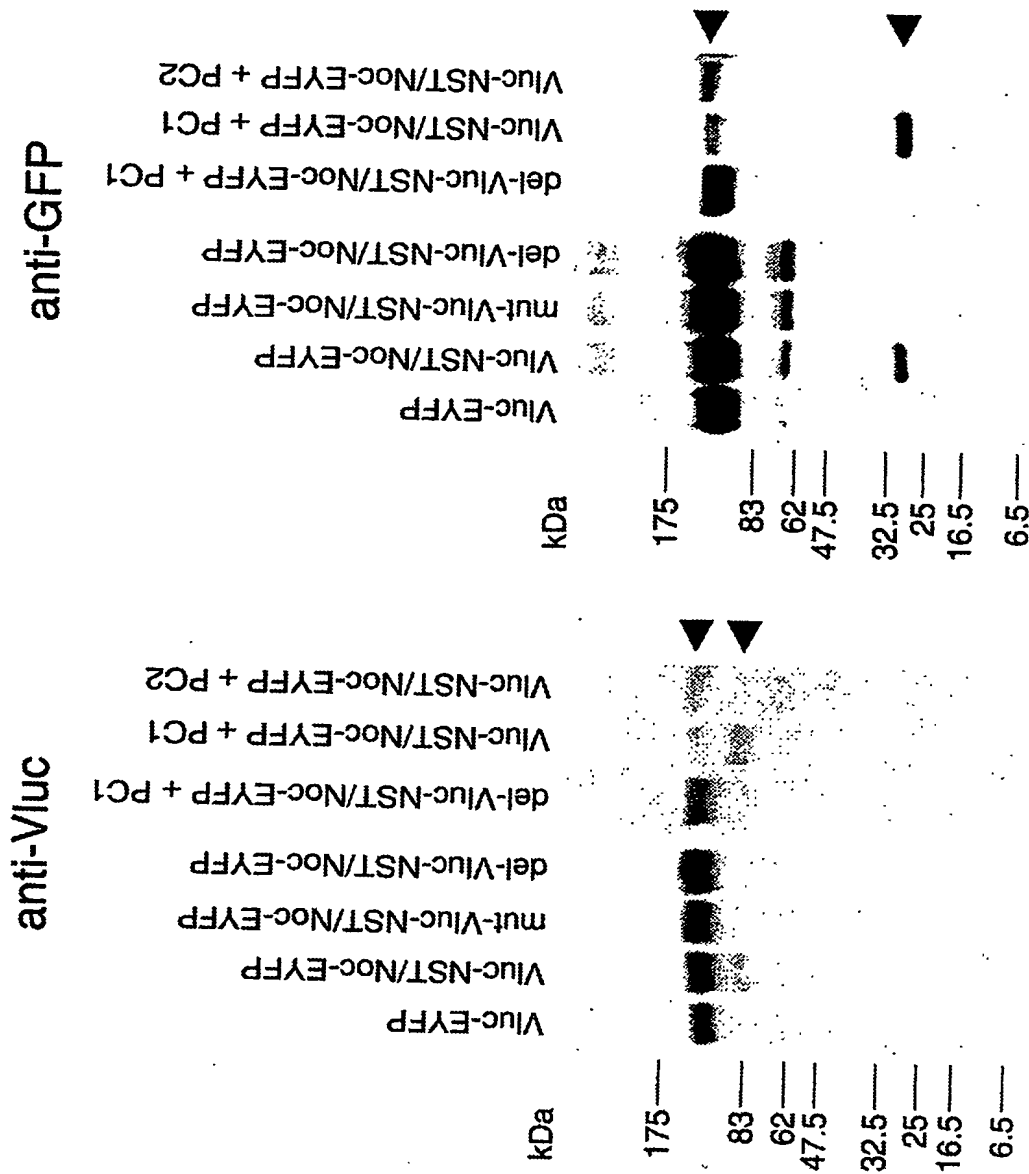 anti-Vluc
Vluc-EYFP
Vluc-NST/Noc-EYFP
mut-Vluc-NST/Noc-EYFP
del-Vluc-NST/Noc-EYFP
del-Vluc-NST/Noc-EYFP + PC1
Vluc-NST/Noc-EYFP + PC1
Vluc-NST/Noc-EYFP + PC2
kDa
175
83
62
47.5
32.5
25
16.5
6.5
anti-GFP
Vluc-EYFP
Vluc-NST/Noc-EYFP
mut-Vluc-NST/Noc-EYFP
del-Vluc-NST/Noc-EYFP
del-Vluc-NST/Noc-EYFP + PC1
Vluc-NST/Noc-EYFP + PC1
Vluc-NST/Noc-EYFP + PC2
kDa
175
83
62
47.5
32.5
25
16.5
6.5